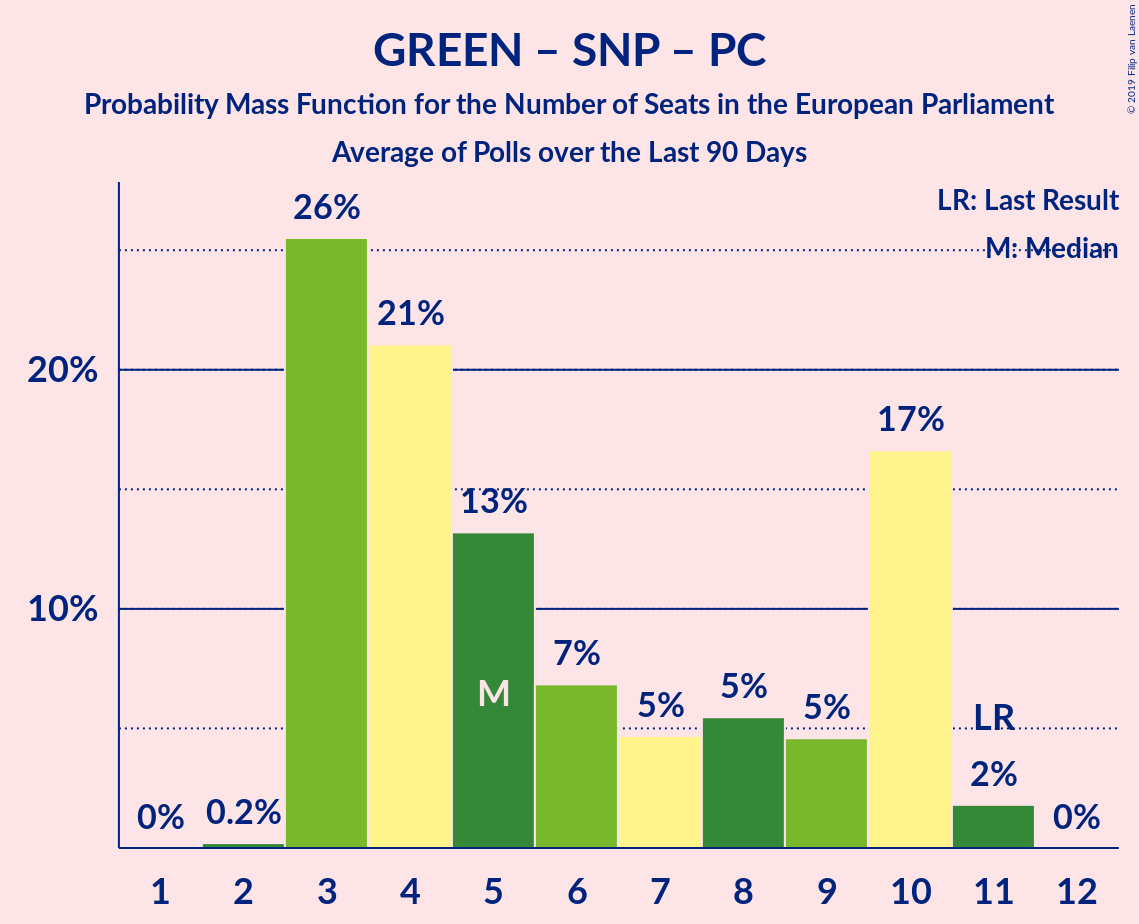 GREEN – SNP – PC
Probability Mass Function for the Number of Seats in the European Parliament
Average of Polls over the Last 90 Days
© 2019 Filip van Laenen
LR: Last Result
M: Median
26%
21%
20%
17%
13%
10%
7%
M
5%
5%
5%
LR
2%
0%
0.2%
0%
1 2 3 4 5 6 7 8 9 10 11 12